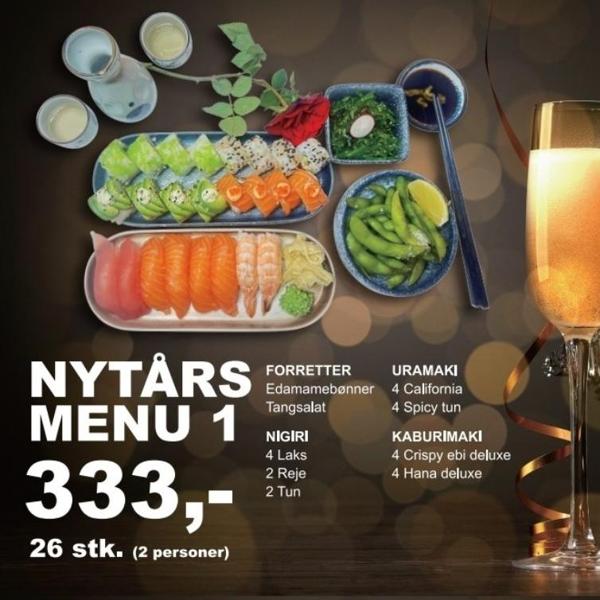 NYTÅRS
MENU 1
333,-
26 stk. (2 personer)
FORRETTER
Edamamebønner
Tangsalat
NIGIRI
4 Laks
2 Reje
2 Tun
URAMAKI
4 California
4 Spicy tun
KABURIMAKI
4 Crispy ebi deluxe
4 Hana deluxe